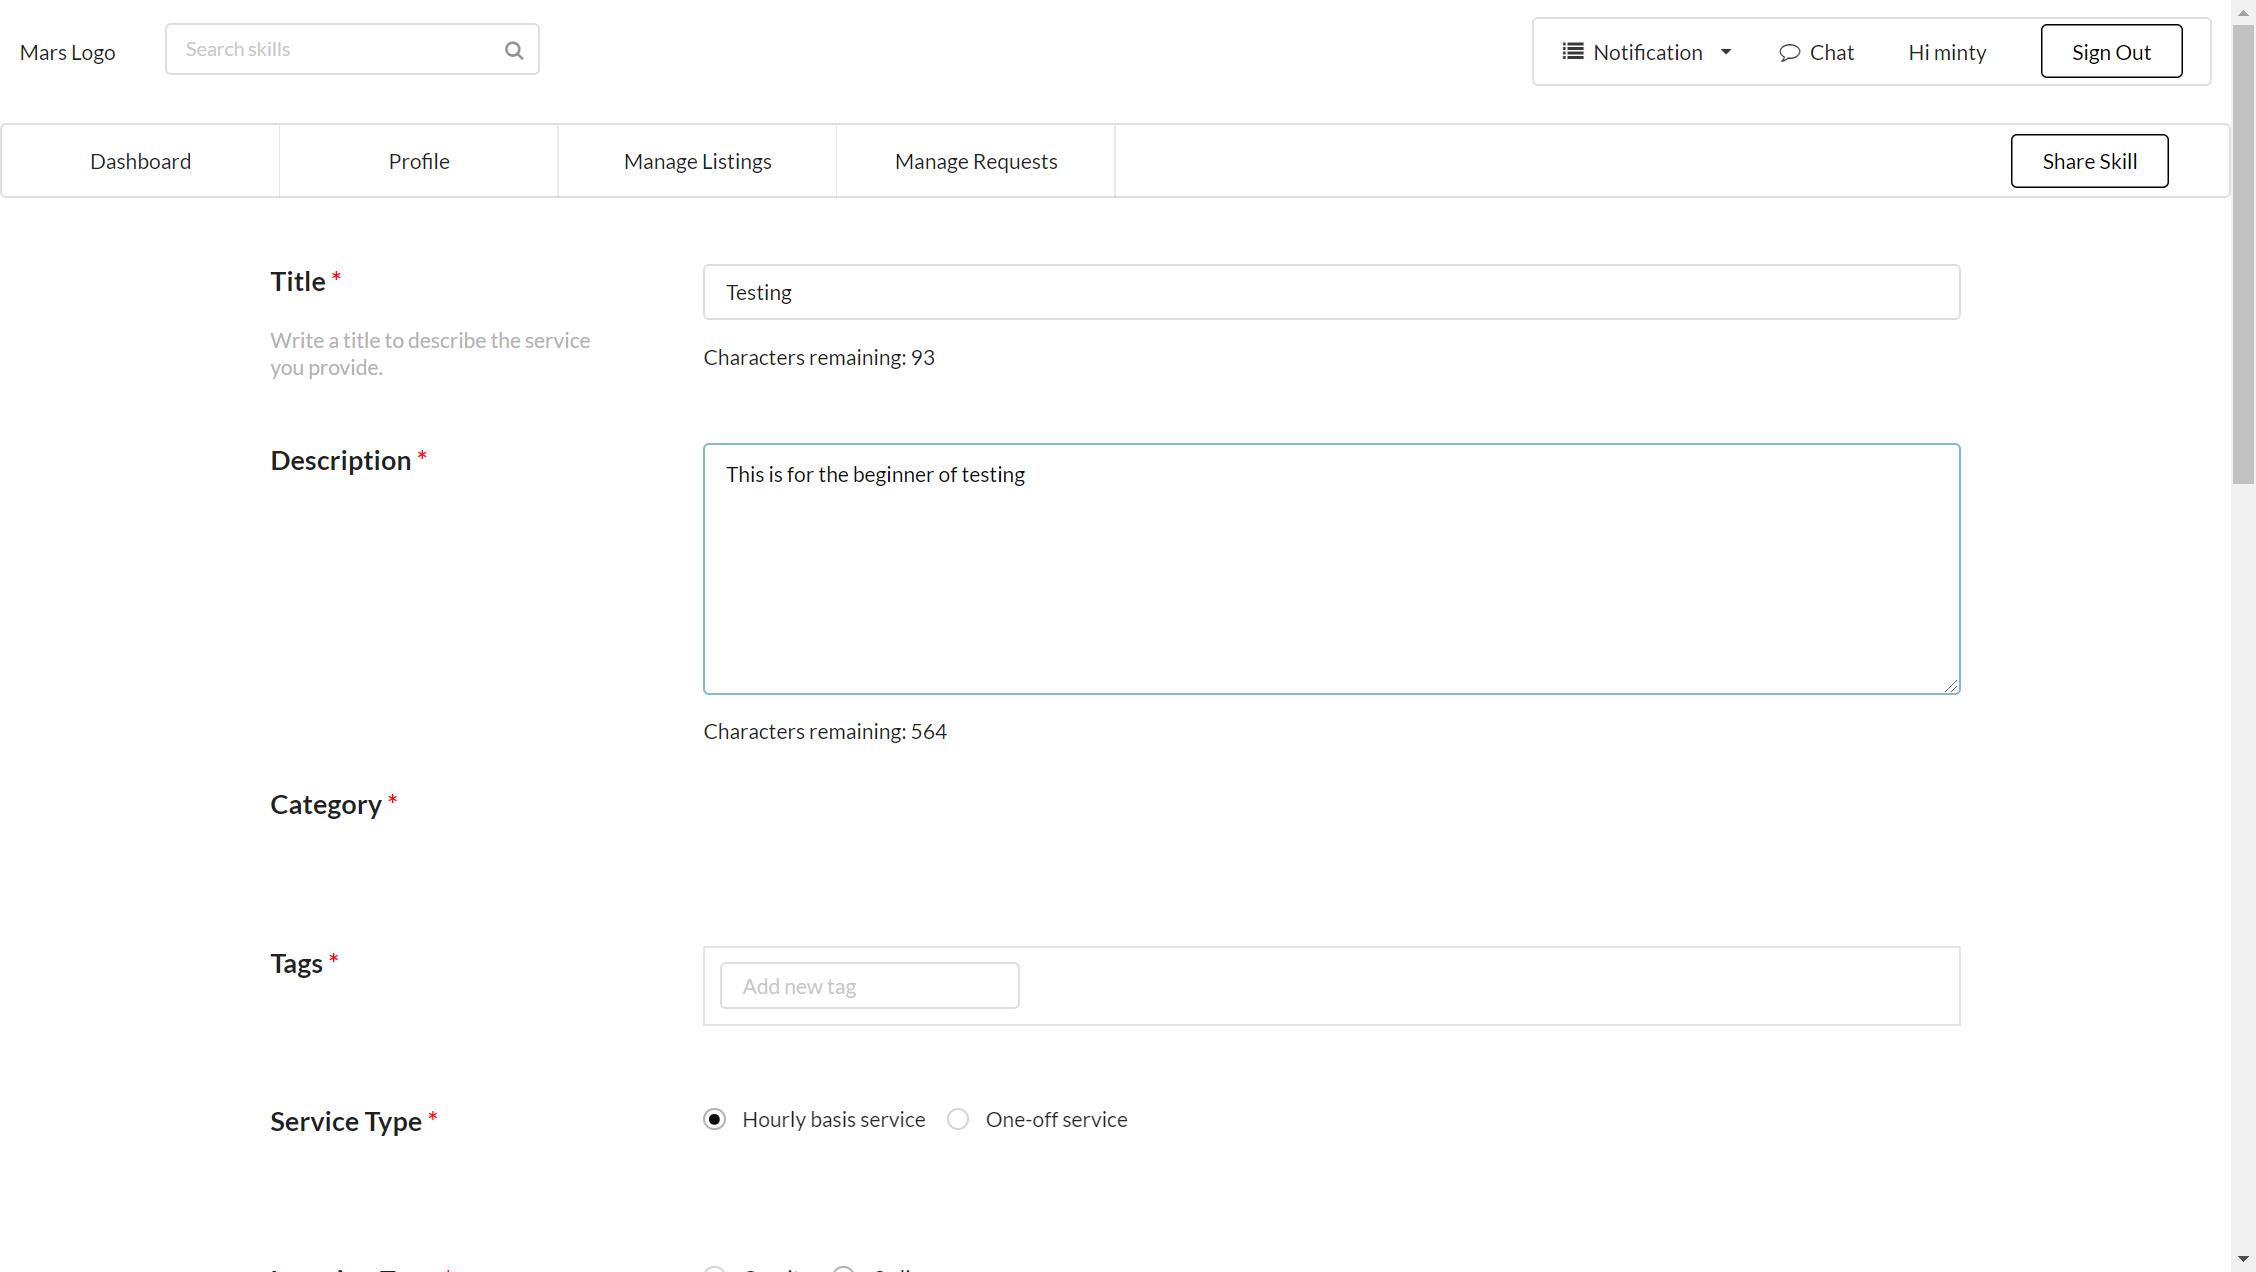 Mars Logo
Search skills
Notification
Chat
Hi minty
Sign Out
Dashboard
Profile
Manage Listings
Manage Requests
Share Skill
Title *
Write a title to describe the service
you provide.
Testing
Characters remaining: 93
Description *
This is for the beginner of testing
Characters remaining: 564
Category *
Tags *
Add new tag
Service Type *
Hourly basis service
One-off service